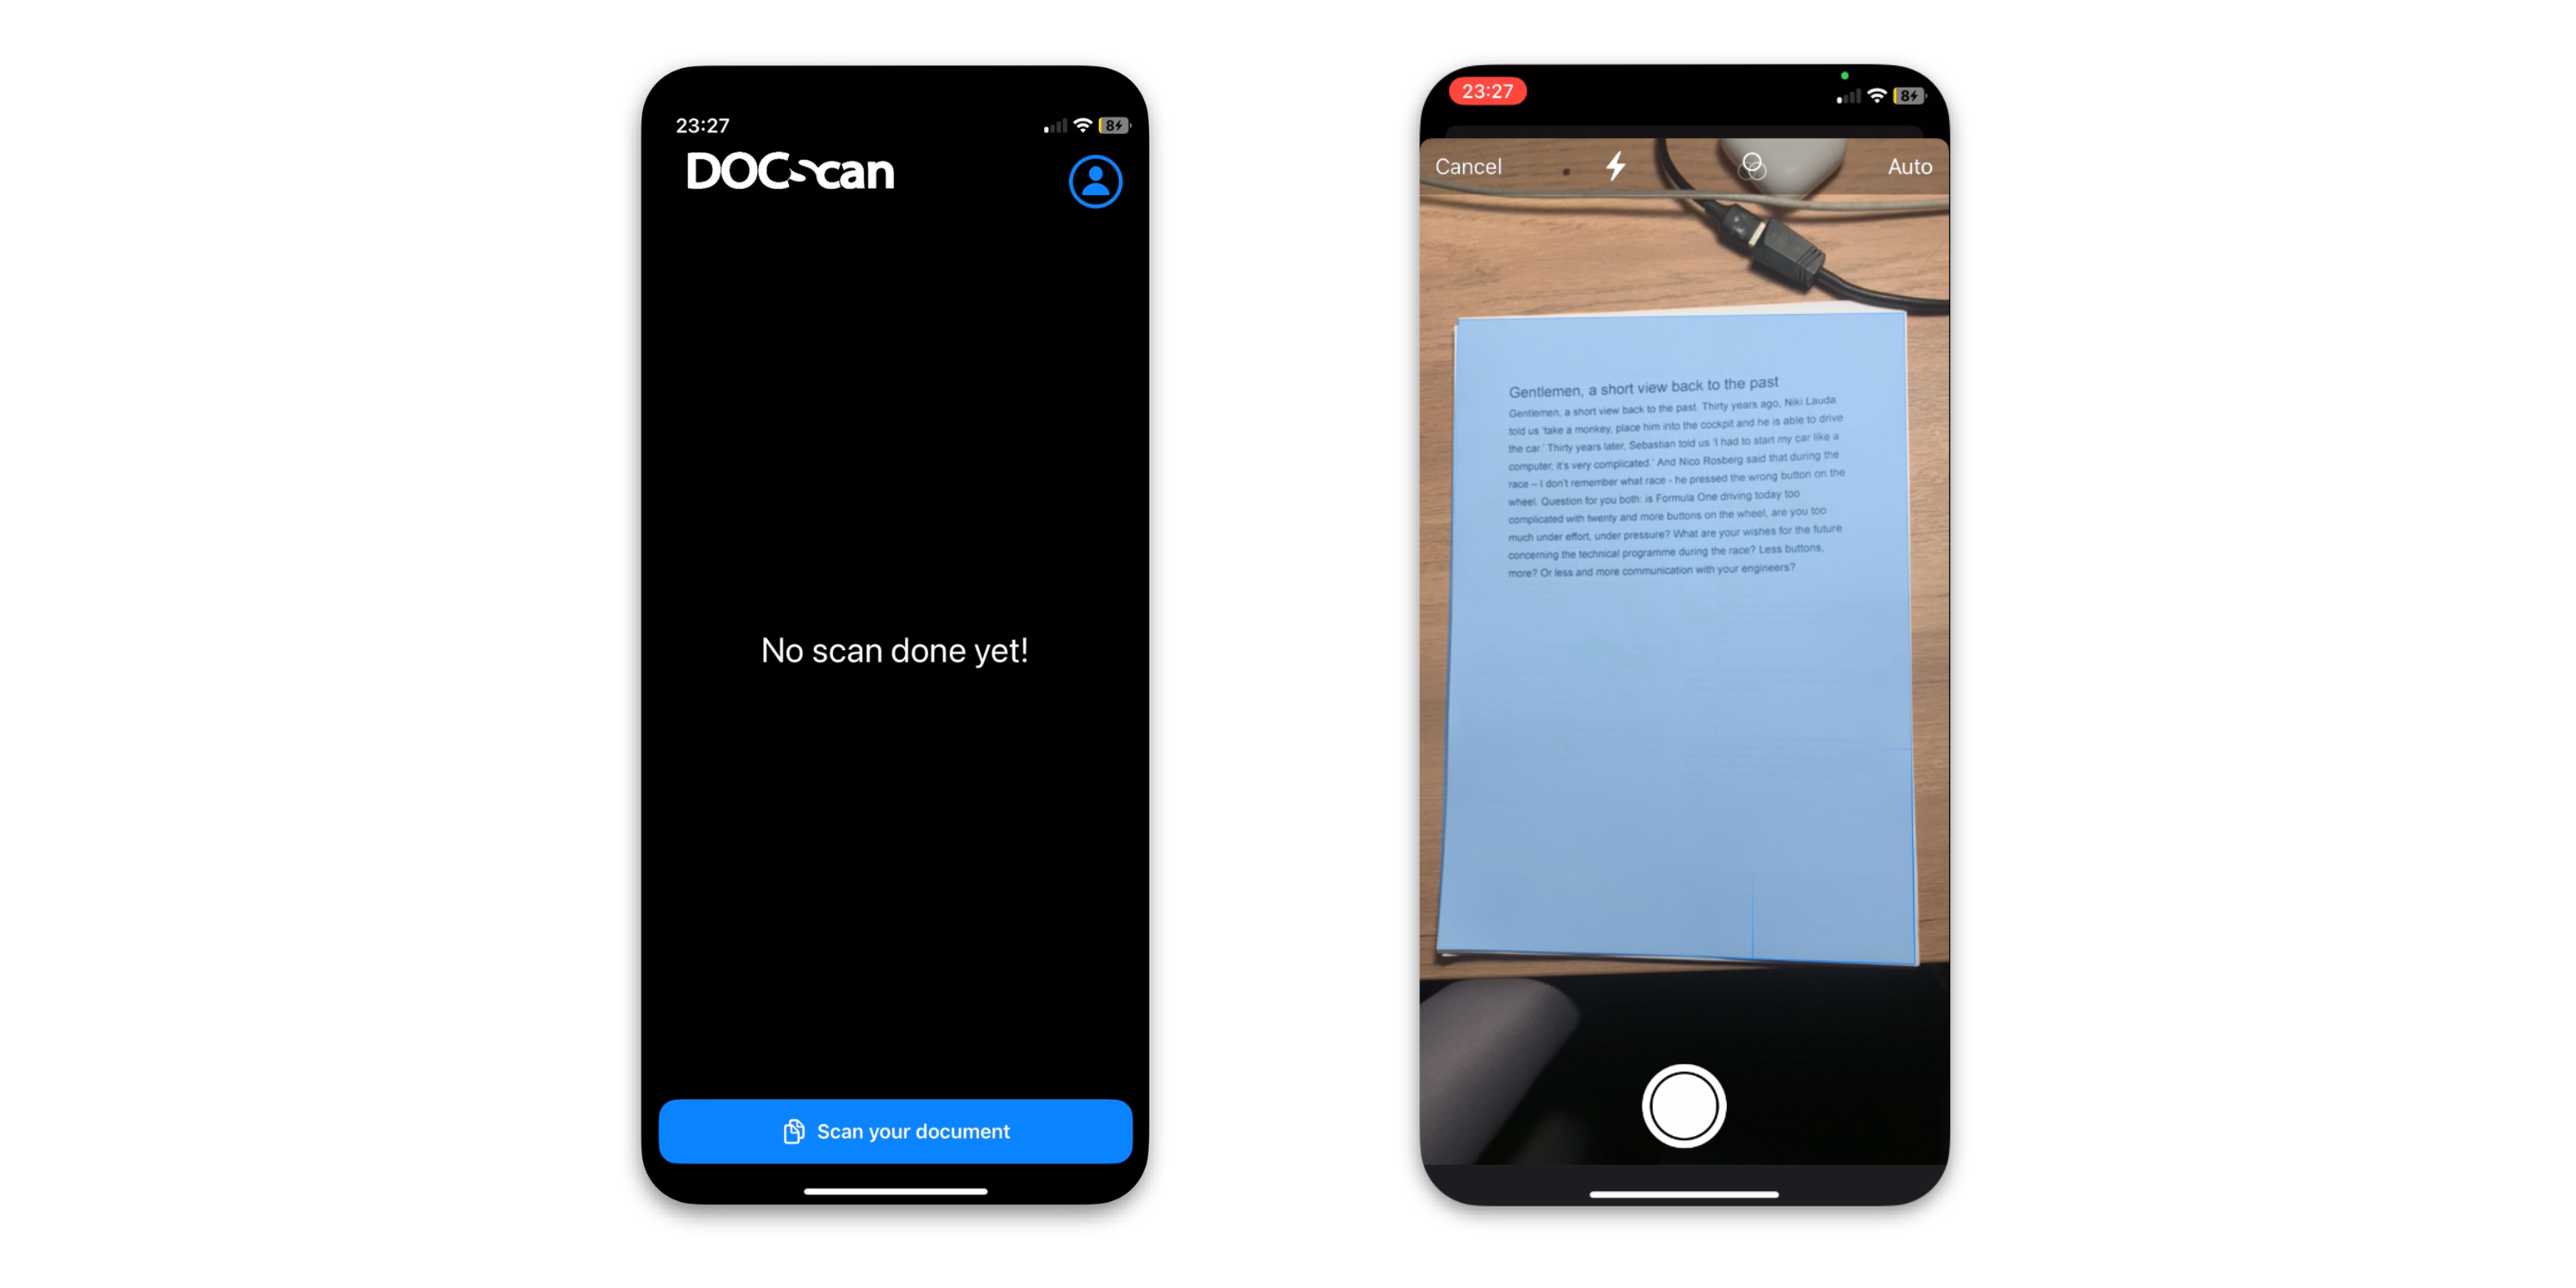 23:27
8
DOCscan
No scan done yet!
Scan your document
23:27
8
Cancel
Auto
Gentlemen, a short view back to the past
Gentlemen, a short view back to the past. Thirty years ago, Niki Lauda
told us 'take a monkey, place him into the cockpit and he is able to drive
the car.' Thirty years later, Sebastian told us 'I had to start my car like a
computer, it's very complicated.' And Nico Rosberg said that during the
race – I don't remember what race - he pressed the wrong button on the
wheel. Question for you both: is Formula One driving today too
complicated with twenty and more buttons on the wheel, are you too
much under effort, under pressure? What are your wishes for the future
concerning the technical programme during the race? Less buttons,
more? Or less and more communication with your engineers?